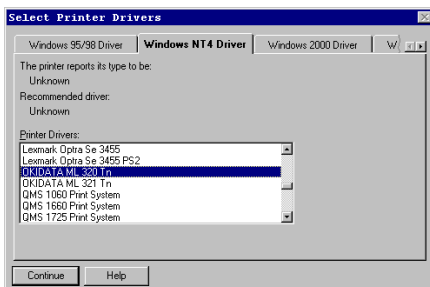 Select Printer Drivers
Windows 95/98 Driver Windows NT4 Driver Windows 2000 Driver W
The printer reports its type to be:
Unknown
Recommended driver:
Unknown
Printer Drivers:
Lexmark Optra Se 3455
Lexmark Optra Se 3455 PS2
OKIDATA ML 320 Tn
OKIDATA ML 321 Tn
QMS 1060 Print System
QMS 1660 Print System
QMS 1725 Print System
Continue Help